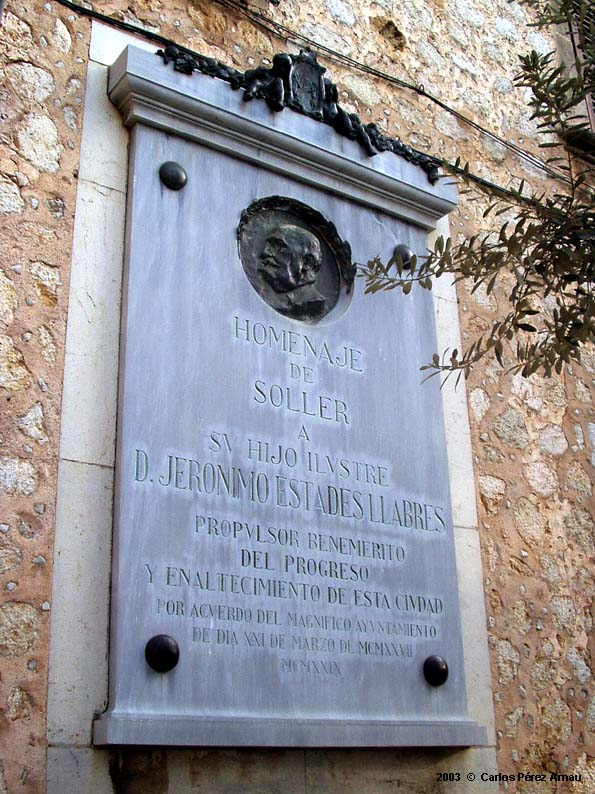 HOMENAJE
DE
SOLLER
A
SV HIJO ILVSTRE
D. JERONIMO ESTADES LLABRES
PROPVLSOR BENEMERITO
DEL PROGRESO
Y ENALTECIMIENTO DE ESTA CIVDAD
POR ACVERDO DEL MAGNIFICO AYVNTAMIENTO
DE DIA XXI DE MARZO DE MCMXXVII
MCMXXIX
2003 © Carlos Pérez Arnau